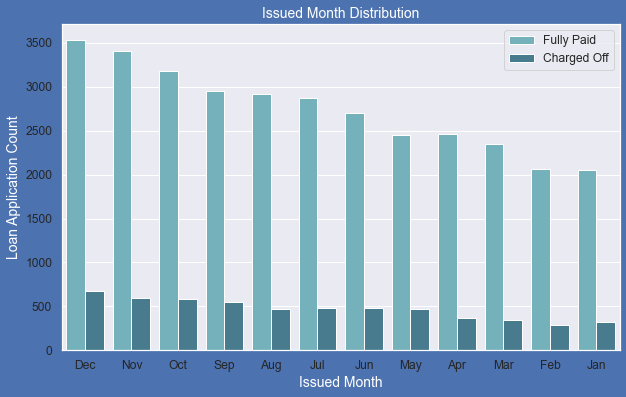 Issued Month Distribution
Fully Paid
Charged Off
Loan Application Count
3500
3000
2500
2000
1500
1000
500
0
Dec Nov Oct Sep Aug Jul Jun May Apr Mar Feb Jan
Issued Month